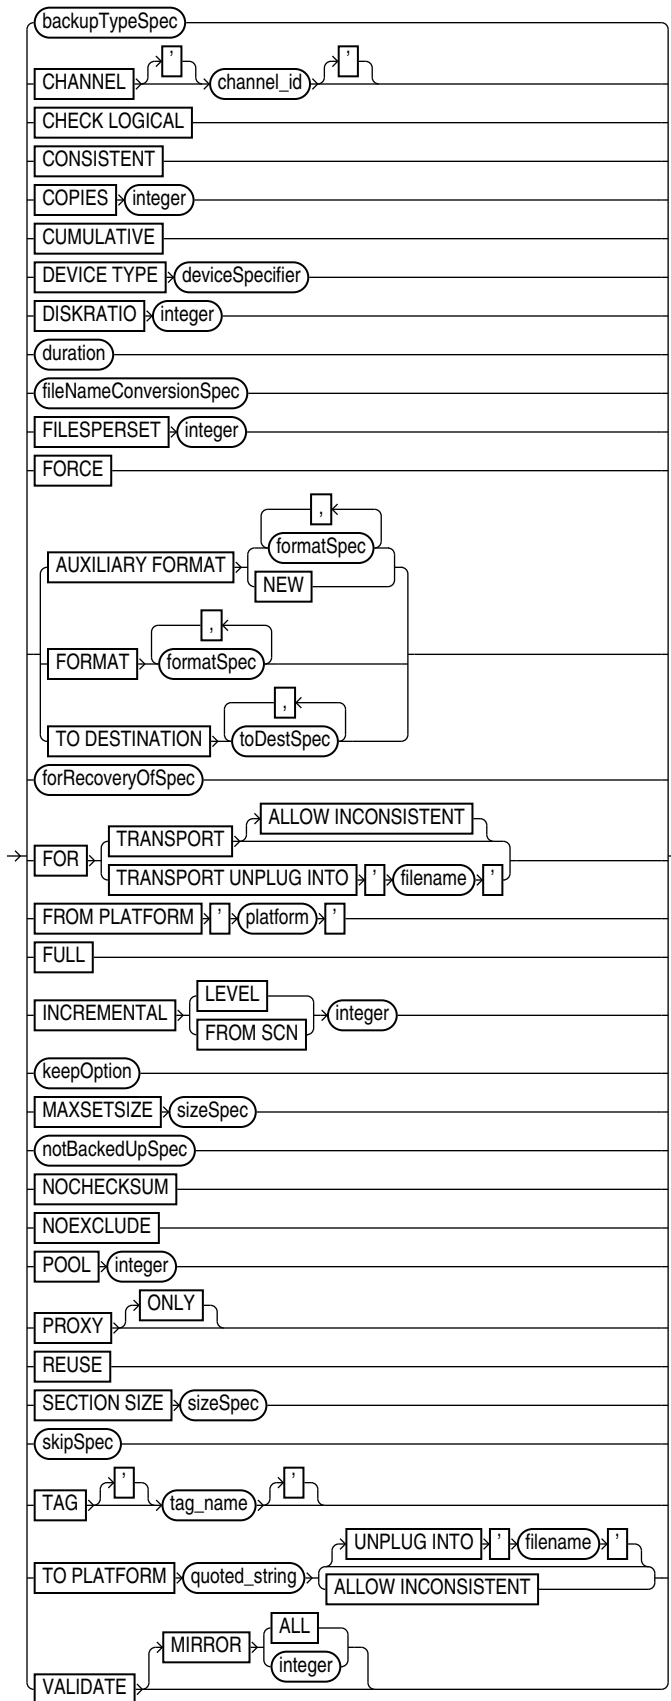 backupTypeSpec
CHANNEL ' channel_id '
CHECK LOGICAL
CONSISTENT
COPIES integer
CUMULATIVE
DEVICE TYPE deviceSpecifier
DISKRATIO integer
duration
fileNameConversionSpec
FILESPERSET integer
FORCE
,
AUXILIARY FORMAT formatSpec
NEW
,
FORMAT formatSpec
,
TO DESTINATION toDestSpec
forRecoveryOfSpec
ALLOW INCONSISTENT
TRANSPORT
FOR
TRANSPORT UNPLUG INTO ' filename '
FROM PLATFORM ' platform '
FULL
LEVEL
INCREMENTAL integer
FROM SCN
keepOption
MAXSETSIZE sizeSpec
notBackedUpSpec
NOCHECKSUM
NOEXCLUDE
POOL integer
ONLY
PROXY
REUSE
SECTION SIZE sizeSpec
skipSpec
TAG ' tag_name '
UNPLUG INTO ' filename '
TO PLATFORM quoted_string
ALLOW INCONSISTENT
ALL
MIRROR
integer
VALIDATE